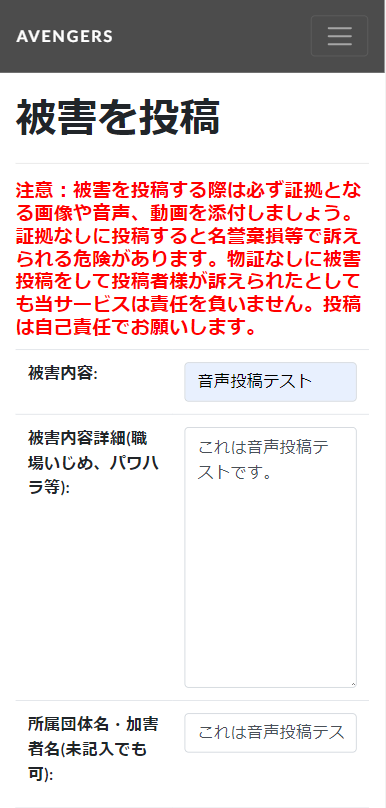 AVENGERS
被害を投稿
注意：被害を投稿する際は必ず証拠とな
る画像や音声、動画を添付しましょう。
証拠なしに投稿すると名誉棄損等で訴え
られる危険があります。物証なしに被害
投稿をして投稿者様が訴えられたとして
も当サービスは責任を負いません。投稿
は自己責任でお願いします。
被害内容:
音声投稿テスト
被害内容詳細(職
場いじめ、パワハ
ラ等):
これは音声投稿テ
ストです。
所属団体名・加害
者名(未記入でも
可):
これは音声投稿テス